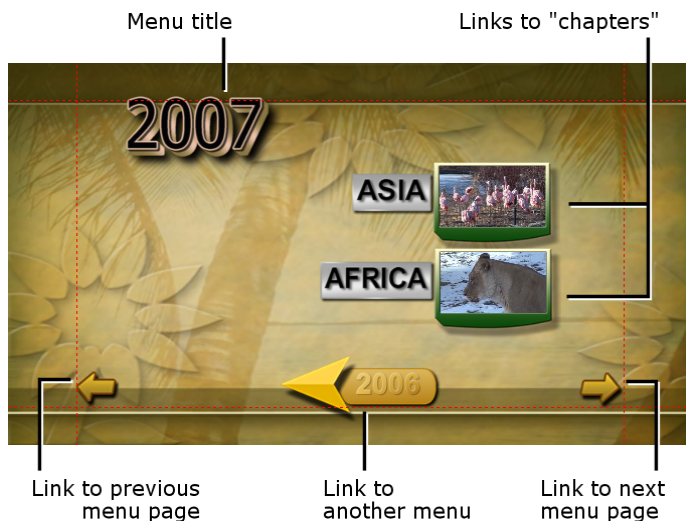 Menu title
Links to "chapters"
2007
ASIA
AFRICA
2006
Link to previous
menu page
Link to
another menu
Link to next
menu page